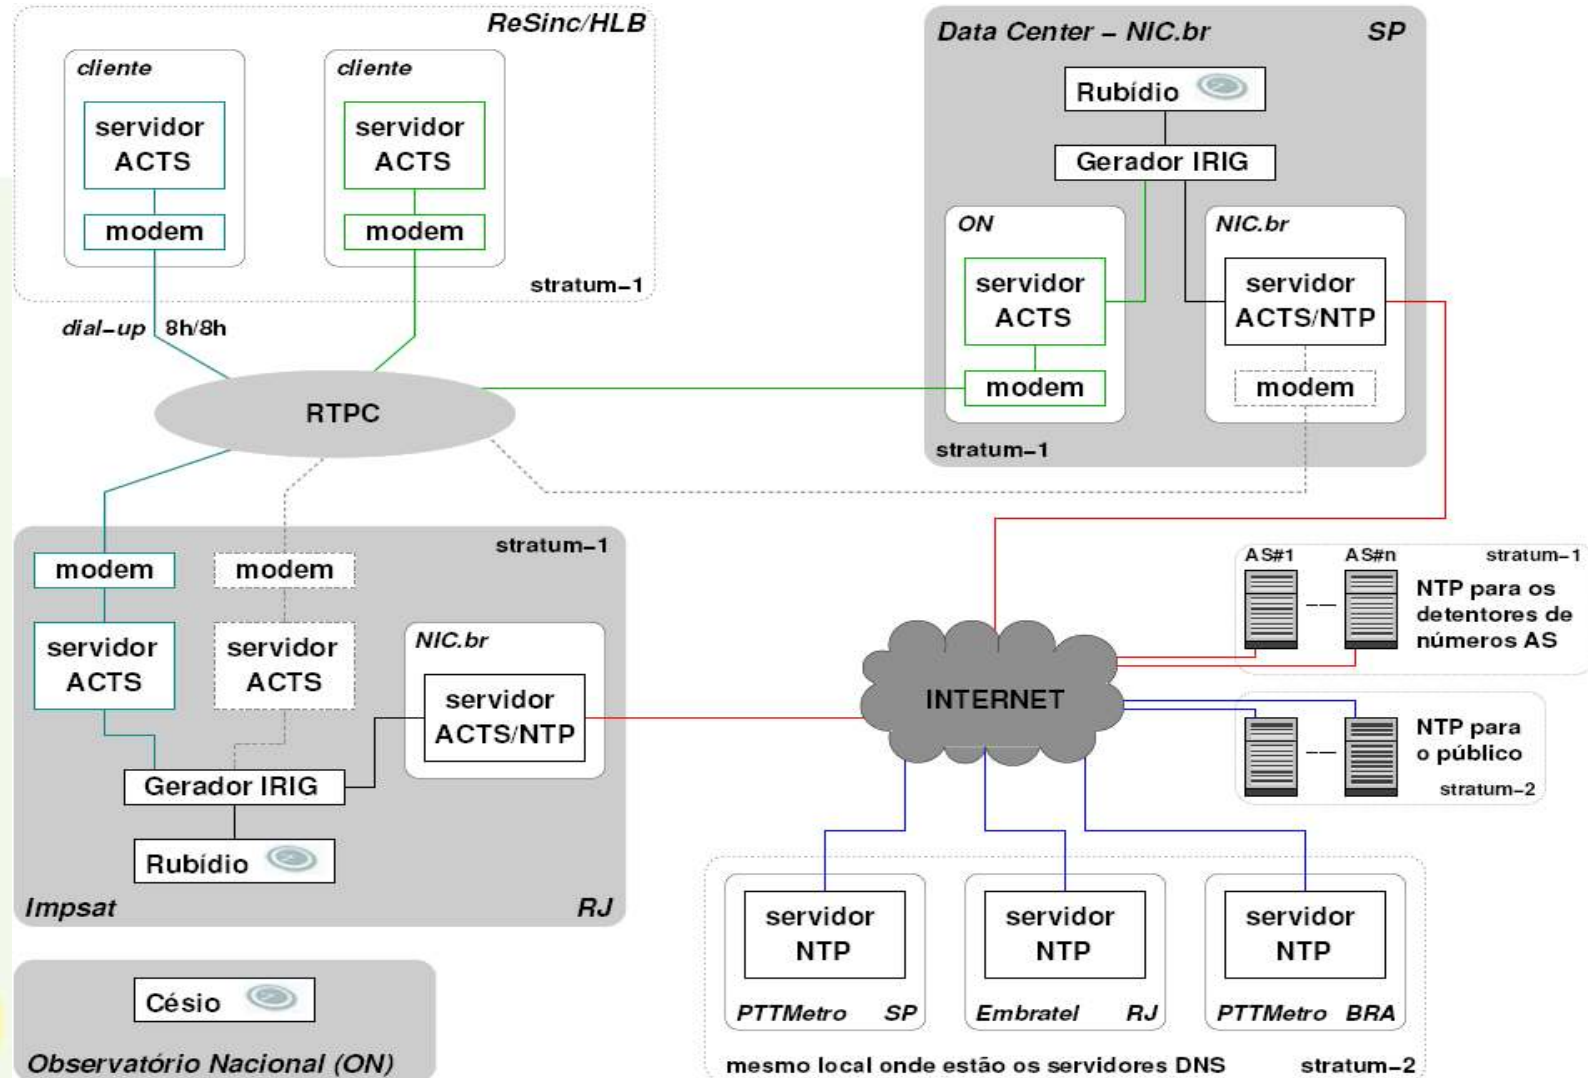 ReSinc/HLB
cliente
servidor
ACTS
modem
cliente
servidor
ACTS
modem
stratum-1
dial-up 8h/8h
RTPC
Data Center – NIC.br SP
Rubídio
Gerador IRIG
ON
servidor
ACTS
modem
NIC.br
servidor
ACTS/NTP
modem
stratum-1
stratum-1
modem
servidor
ACTS
modem
servidor
ACTS
NIC.br
servidor
ACTS/NTP
Gerador IRIG
Rubídio
Impsat RJ
INTERNET
AS#1 AS#n stratum-1
NTP para os
detentores de
números AS
NTP para
o público
stratum-2
servidor
NTP
PTTMetro SP
servidor
NTP
Embratel RJ
servidor
NTP
PTTMetro BRA
mesmo local onde estão os servidores DNS stratum-2
Césio
Observatório Nacional (ON)